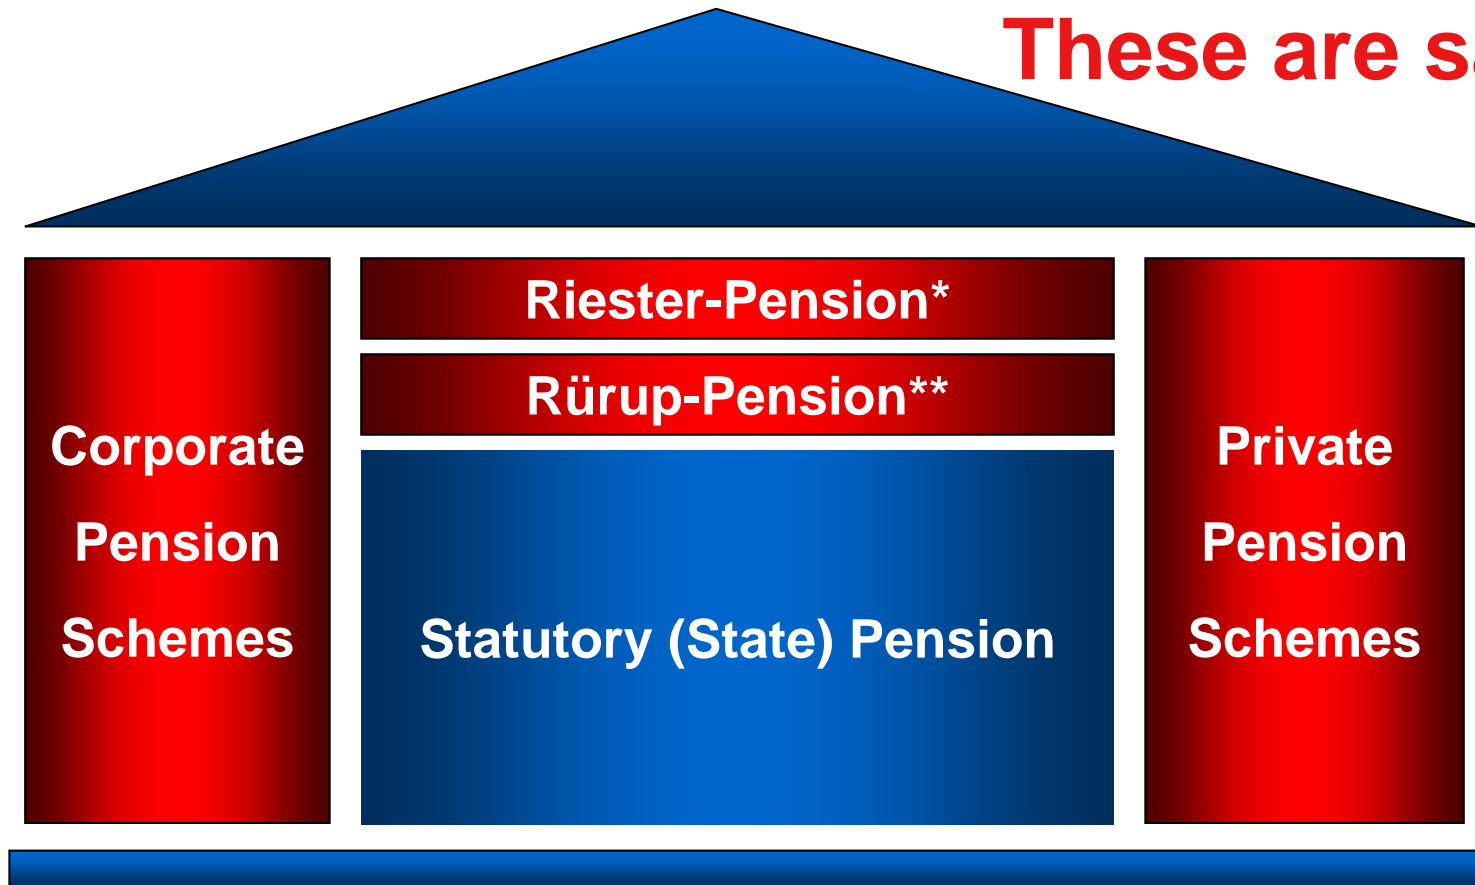 These are
Riester-Pension*
Rürup-Pension**
Corporate
Pension
Schemes
Statutory (State) Pension
Private
Pension
Schemes